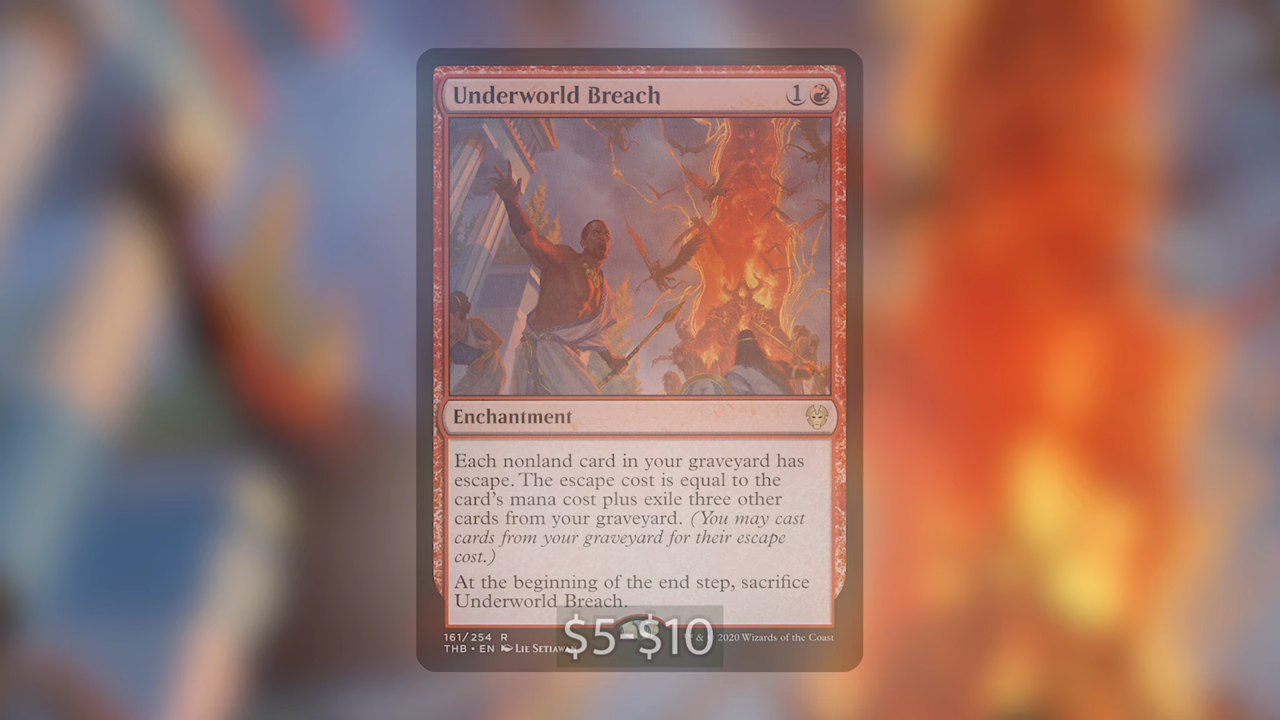 Underworld Breach 1
Enchantment
Each nonland card in your graveyard has
escape. The escape cost is equal to the
card's mana cost plus exile three other
cards from your graveyard. (You may cast
cards from your graveyard for their escape
cost.)
At the beginning of the end step, sacrifice
Underworld Breach.
161/254 R
THB • EN Lie Setiawan
$5-$10
& © 2020 Wizards of the Coast